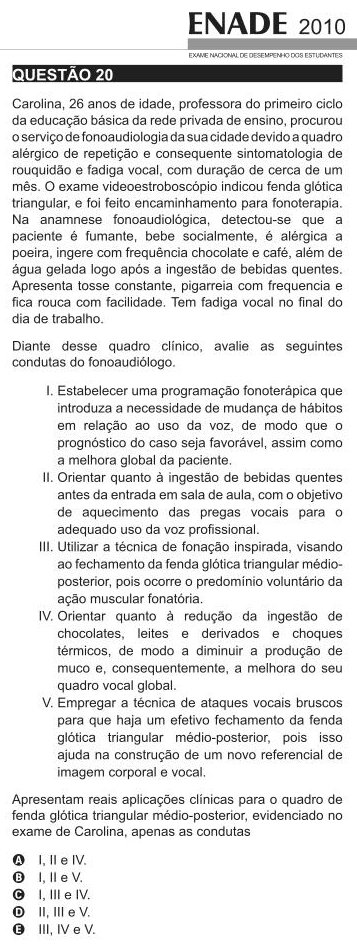 ENADE 2010
EXAME NACIONAL DE DESEMPENHO DOS ESTUDANTES
QUESTÃO 20
Carolina, 26 anos de idade, professora do primeiro ciclo
da educação básica da rede privada de ensino, procurou
o serviço de fonoaudiologia da sua cidade devido a quadro
alérgico de repetição e consequente sintomatologia de
rouquidão e fadiga vocal, com duração de cerca de um
mês. O exame videoestroboscópio indicou fenda glótica
triangular, e foi feito encaminhamento para fonoterapia.
Na anamnese fonoaudiológica, detectou-se que a
paciente é fumante, bebe socialmente, é alérgica a
poeira, ingere com frequência chocolate e café, além de
água gelada logo após a ingestão de bebidas quentes.
Apresenta tosse constante, pigarreia com frequencia e
fica rouca com facilidade. Tem fadiga vocal no final do
dia de trabalho.
Diante desse quadro clínico, avalie as seguintes
condutas do fonoaudiólogo.
I. Estabelecer uma programação fonoterápica que
introduza a necessidade de mudança de hábitos
em relação ao uso da voz, de modo que o
prognóstico do caso seja favorável, assim como
a melhora global da paciente.
II. Orientar quanto à ingestão de bebidas quentes
antes da entrada em sala de aula, com o objetivo
de aquecimento das pregas vocais para o
adequado uso da voz profissional.
III. Utilizar a técnica de fonação inspirada, visando
ao fechamento da fenda glótica triangular médio-
posterior, pois ocorre o predomínio voluntário da
ação muscular fonatória.
IV. Orientar quanto à redução da ingestão de
chocolates, leites e derivados e choques
térmicos, de modo a diminuir a produção de
muco e, consequentemente, a melhora do seu
quadro vocal global.
V. Empregar a técnica de ataques vocais bruscos
para que haja um efetivo fechamento da fenda
glótica triangular médio-posterior, pois isso
ajuda na construção de um novo referencial de
imagem corporal e vocal.
Apresentam reais aplicações clínicas para o quadro de
fenda glótica triangular médio-posterior, evidenciado no
exame de Carolina, apenas as condutas
A I, II e IV.
B I, II e V.
C I, III e IV.
D II, III e V.
E III, IV e V.